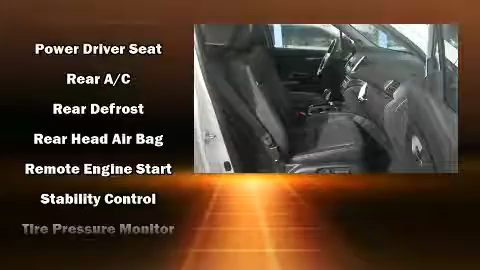 Power Driver Seat
Rear A/C
Rear Defrost
Rear Head Air Bag
Remote Engine Start
Stability Control
Tire Pressure Monitor